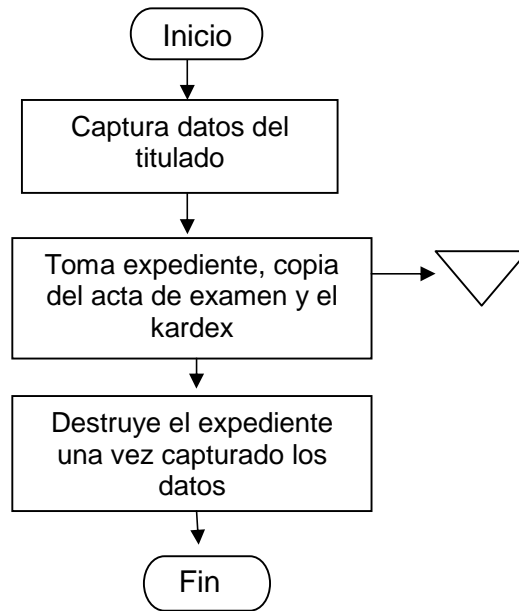 Inicio
Captura datos del
titulado
Toma expediente, copia
del acta de examen y el
kardex
Destruye el expediente
una vez capturado los
datos
Fin